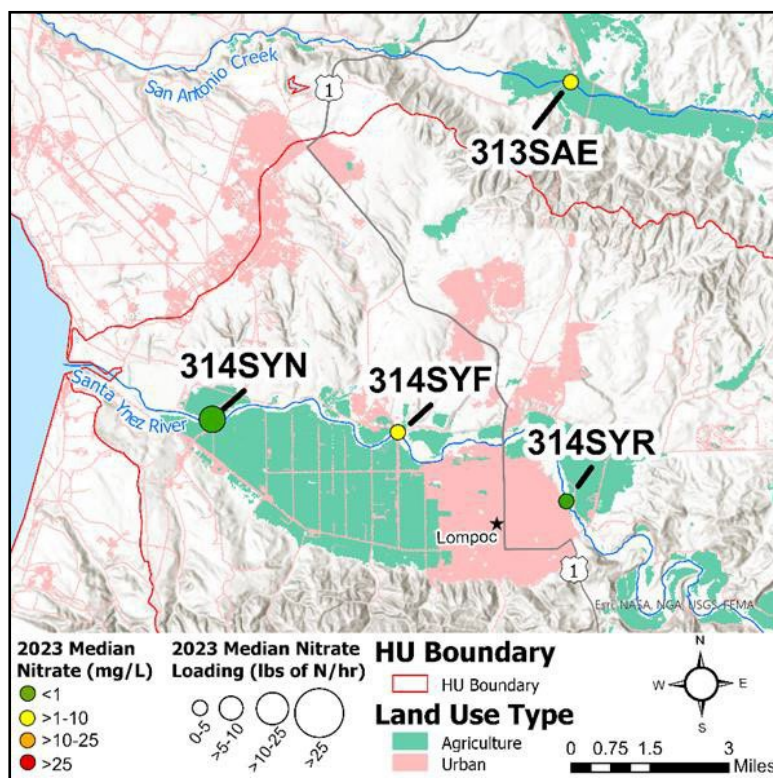 San Antonio Creek
1
313SAE
314SYN
314SYF
Santa Ynez River
314SYR
Lompoc
1
Esri, NASA, NGA, USGS, FEMA
2023 Median
Nitrate (mg/L)
<1
>1-10
>10-25
>25
2023 Median Nitrate
Loading (lbs of N/hr)
0-5
>5-10
>10-25
>25
HU Boundary
HU Boundary
Land Use Type
Agriculture
Urban
N
W E
S
0 0.75 1.5 3
Miles